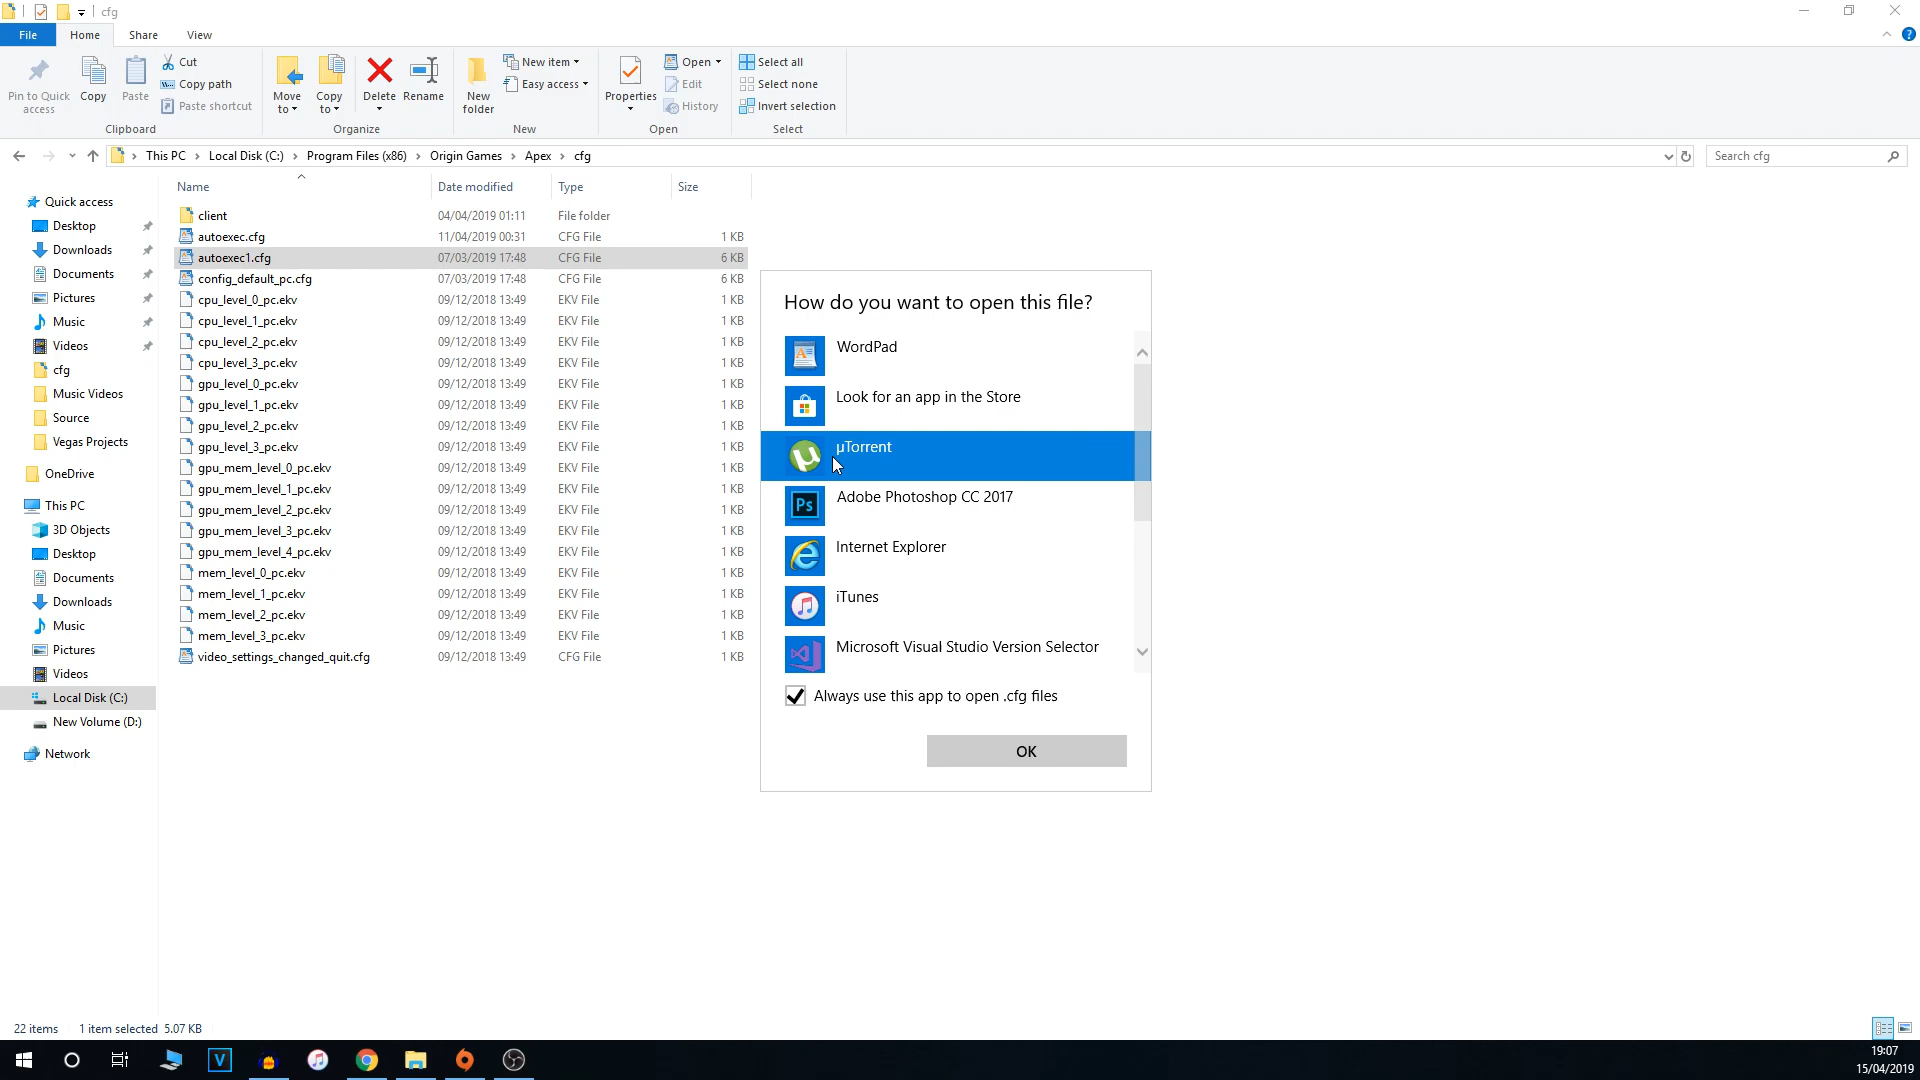 cfg
File
Home
Share
View
Pin to Quick access
Copy
Paste
Cut
Copy path
Paste shortcut
Clipboard
Move to
Copy to
Delete
Rename
Organize
New folder
New item
Easy access
New
Properties
Open
Edit
History
Open
Select all
Select none
Invert selection
Select
This PC > Local Disk (C:) > Program Files (x86) > Origin Games > Apex > cfg
Search cfg
Quick access
Desktop
Downloads
Documents
Pictures
Music
Videos
cfg
Music Videos
Source
Vegas Projects
OneDrive
This PC
3D Objects
Desktop
Documents
Downloads
Music
Pictures
Videos
Local Disk (C:)
New Volume (D:)
Network
Name Date modified Type Size
client 04/04/2019 01:11 File folder
autoexec.cfg 11/04/2019 00:31 CFG File 1 KB
autoexec1.cfg 07/03/2019 17:48 CFG File 6 KB
config_default_pc.cfg 07/03/2019 17:48 CFG File 6 KB
cpu_level_0_pc.ekv 09/12/2018 13:49 EKV File 1 KB
cpu_level_1_pc.ekv 09/12/2018 13:49 EKV File 1 KB
cpu_level_2_pc.ekv 09/12/2018 13:49 EKV File 1 KB
cpu_level_3_pc.ekv 09/12/2018 13:49 EKV File 1 KB
gpu_level_0_pc.ekv 09/12/2018 13:49 EKV File 1 KB
gpu_level_1_pc.ekv 09/12/2018 13:49 EKV File 1 KB
gpu_level_2_pc.ekv 09/12/2018 13:49 EKV File 1 KB
gpu_level_3_pc.ekv 09/12/2018 13:49 EKV File 1 KB
gpu_mem_level_0_pc.ekv 09/12/2018 13:49 EKV File 1 KB
gpu_mem_level_1_pc.ekv 09/12/2018 13:49 EKV File 1 KB
gpu_mem_level_2_pc.ekv 09/12/2018 13:49 EKV File 1 KB
gpu_mem_level_3_pc.ekv 09/12/2018 13:49 EKV File 1 KB
gpu_mem_level_4_pc.ekv 09/12/2018 13:49 EKV File 1 KB
mem_level_0_pc.ekv 09/12/2018 13:49 EKV File 1 KB
mem_level_1_pc.ekv 09/12/2018 13:49 EKV File 1 KB
mem_level_2_pc.ekv 09/12/2018 13:49 EKV File 1 KB
mem_level_3_pc.ekv 09/12/2018 13:49 EKV File 1 KB
video_settings_changed_quit.cfg 09/12/2018 13:49 CFG File 1 KB
How do you want to open this file?
WordPad
Look for an app in the Store
µTorrent
Ps Adobe Photoshop CC 2017
Internet Explorer
iTunes
Microsoft Visual Studio Version Selector
Always use this app to open .cfg files
OK
22 items 1 item selected 5.07 KB
V
19:07
15/04/2019